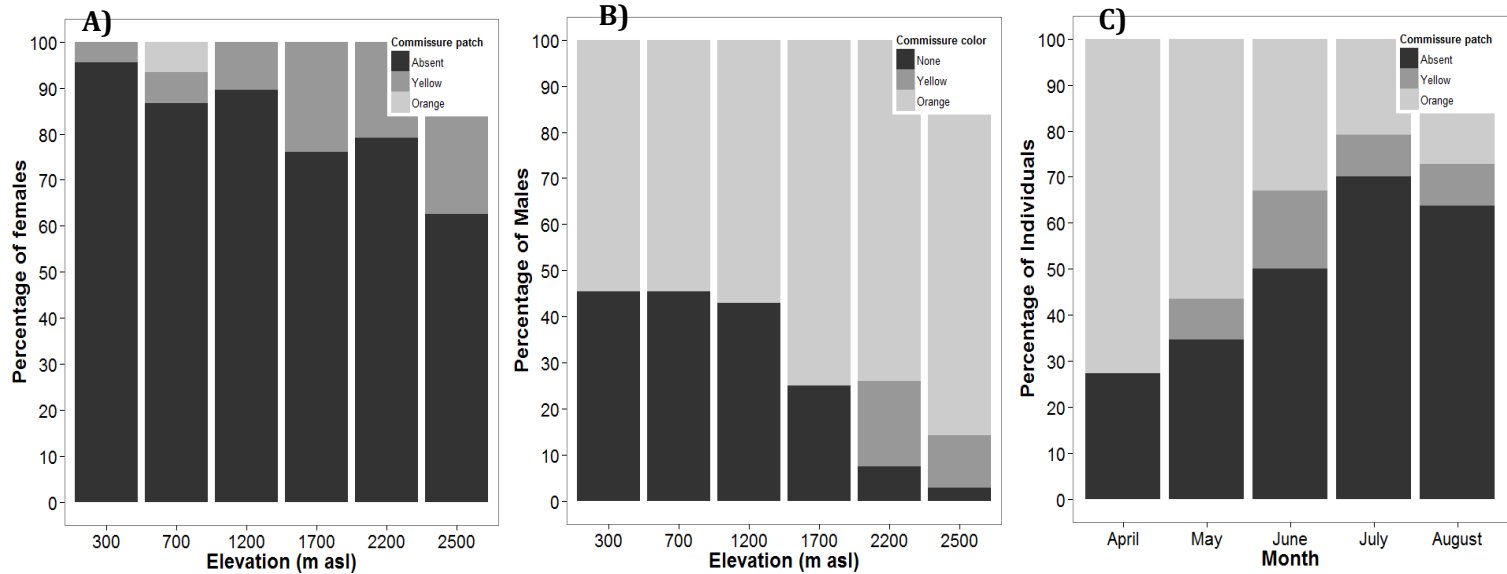 A)
Commissure patch
Absent
Yellow
Orange
Percentage of females
100
90
80
70
60
50
40
30
20
10
0
300 700 1200 1700 2200 2500
Elevation (m asl)
B)
Commissure color
None
Yellow
Orange
Percentage of Males
100
90
80
70
60
50
40
30
20
10
0
300 700 1200 1700 2200 2500
Elevation (m asl)
C)
Commissure patch
Absent
Yellow
Orange
Percentage of Individuals
100
90
80
70
60
50
40
30
20
10
0
April May June July August
Month